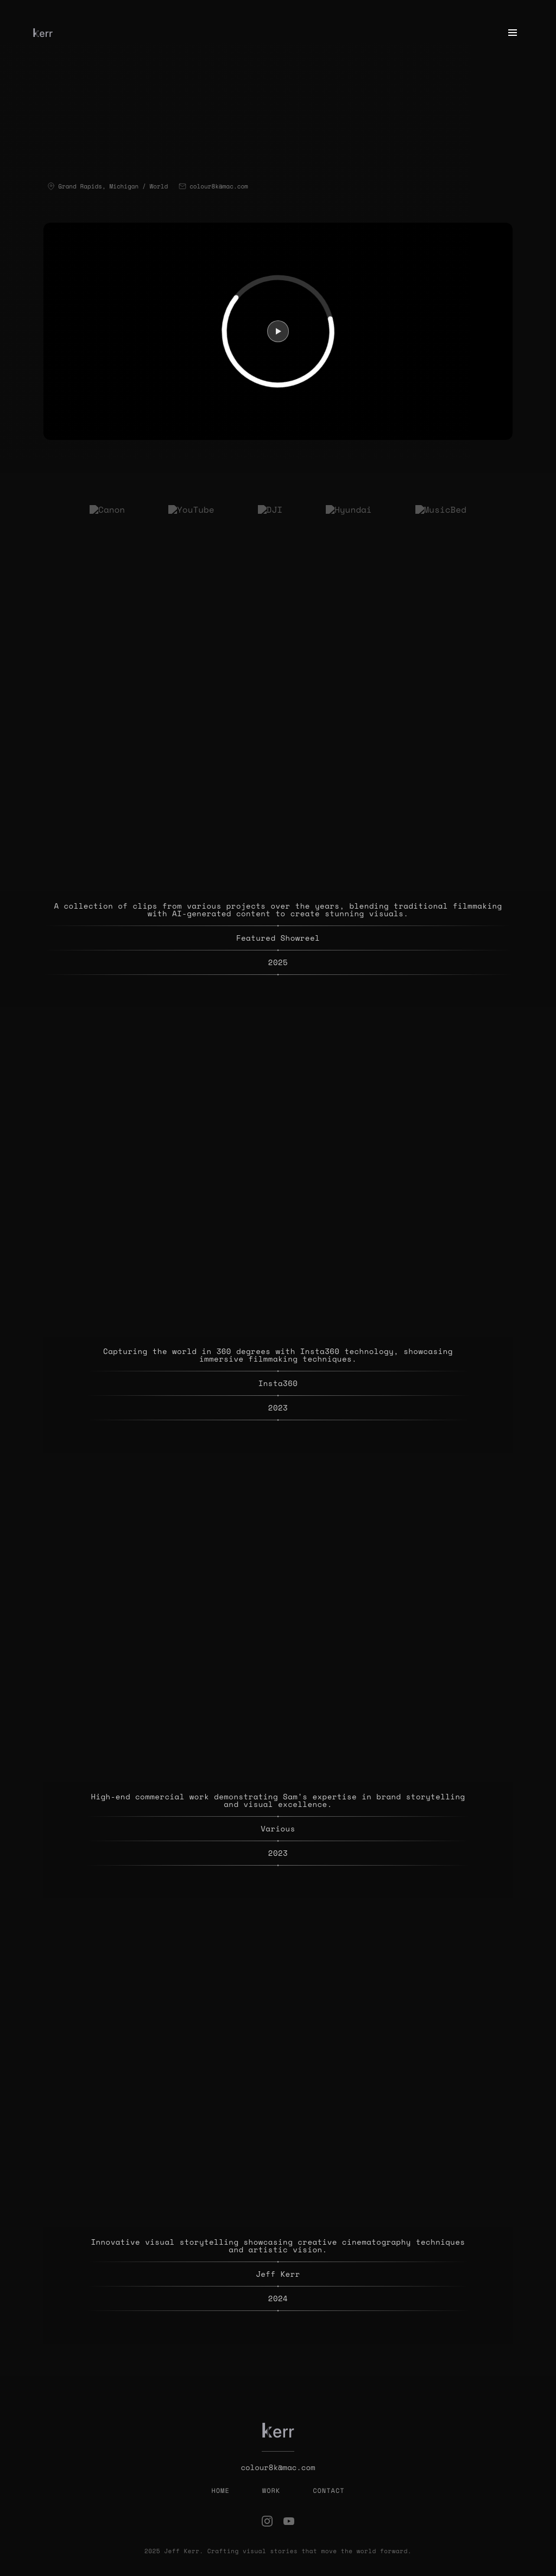 kerr
Grand Rapids, Michigan / World colour8k@mac.com
Canon YouTube DJI Hyundai MusicBed
A collection of clips from various projects over the years, blending traditional filmmaking
with AI-generated content to create stunning visuals.
Featured Showreel
2025
Capturing the world in 360 degrees with Insta360 technology, showcasing
immersive filmmaking techniques.
Insta360
2023
High-end commercial work demonstrating Sam's expertise in brand storytelling
and visual excellence.
Various
2023
Innovative visual storytelling showcasing creative cinematography techniques
and artistic vision.
Jeff Kerr
2024
kerr
colour8k@mac.com
HOME WORK CONTACT
2025 Jeff Kerr. Crafting visual stories that move the world forward.